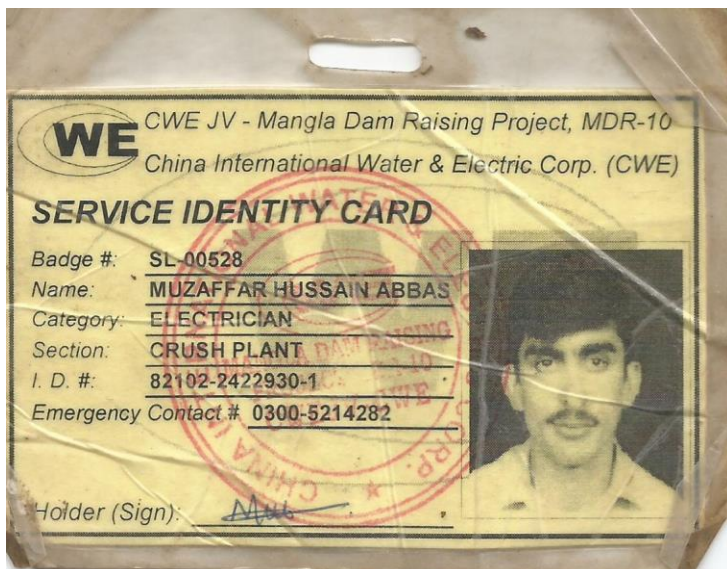 WE CWE JV - Mangla Dam Raising Project, MDR-10
China International Water & Electric Corp. (CWE)
SERVICE IDENTITY CARD
Badge #: SL-00528
Name: MUZAFFAR HUSSAIN ABBAS
Category: ELECTRICIAN
Section: CRUSH PLANT
I. D. #: 82102-2422930-1
Emergency Contact # 0300-5214282
Holder (Sign):